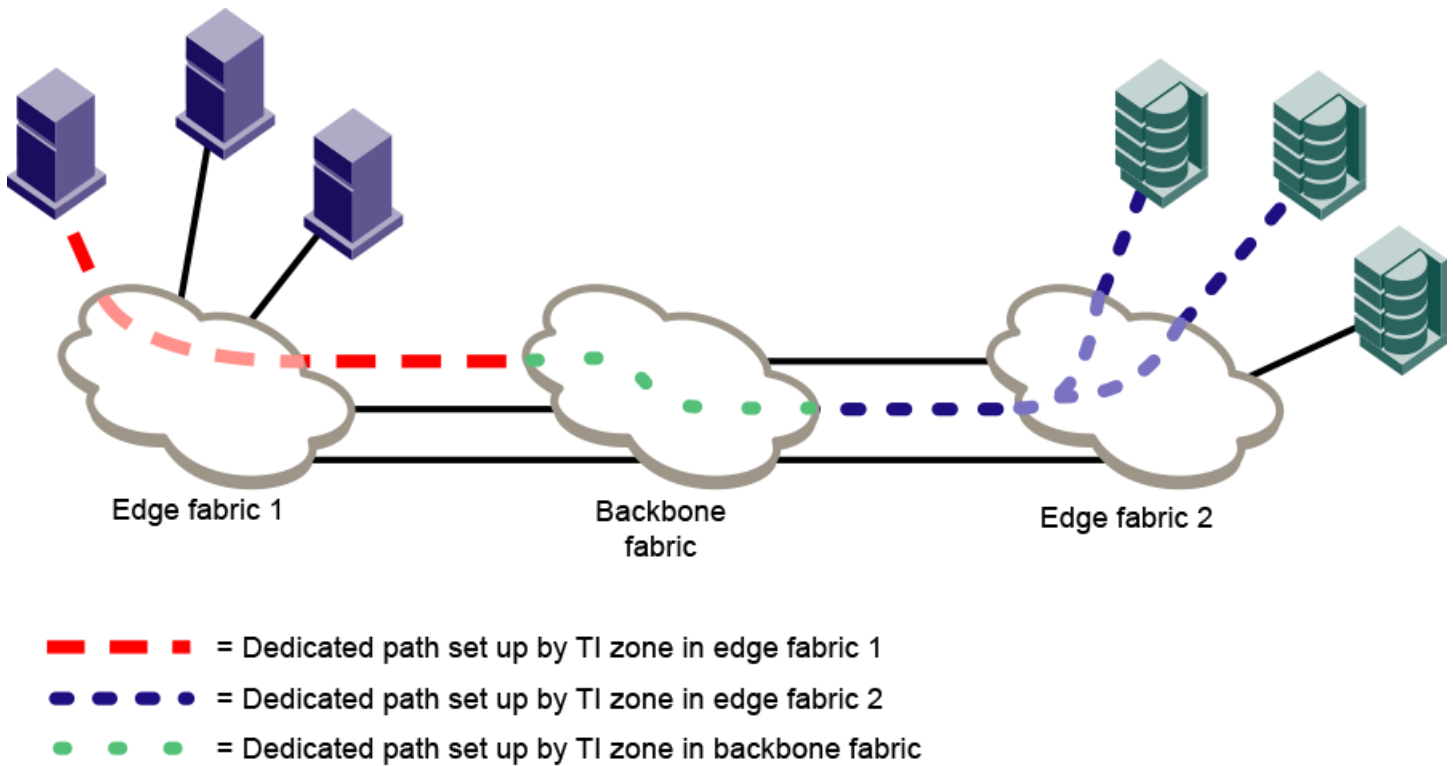 Edge fabric 1
Backbone
fabric
Edge fabric 2
= Dedicated path set up by TI zone in edge fabric 1
= Dedicated path set up by TI zone in edge fabric 2
= Dedicated path set up by TI zone in backbone fabric